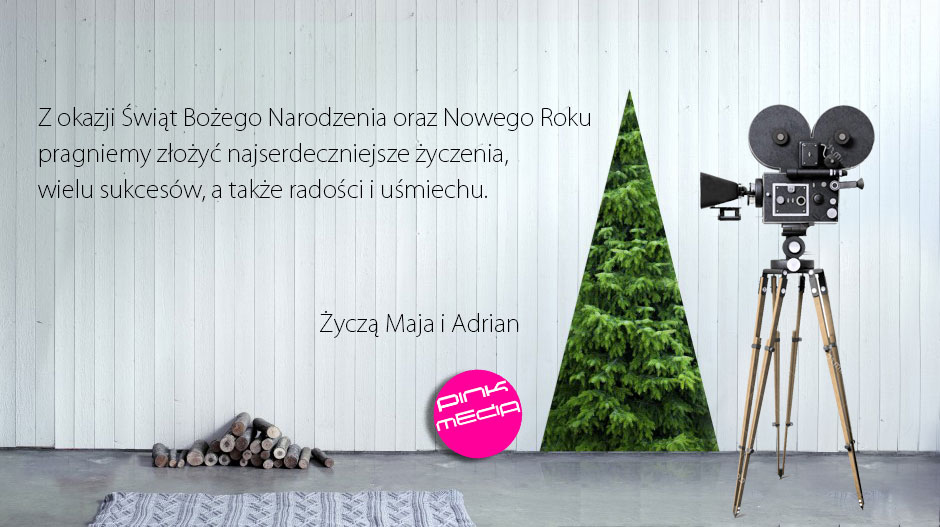 Z okazji Świąt Bożego Narodzenia oraz Nowego Roku
pragniemy złożyć najserdeczniejsze życzenia,
wielu sukcesów, a także radości i uśmiechu.
Życzą Maja i Adrian
PINK
MEDIA